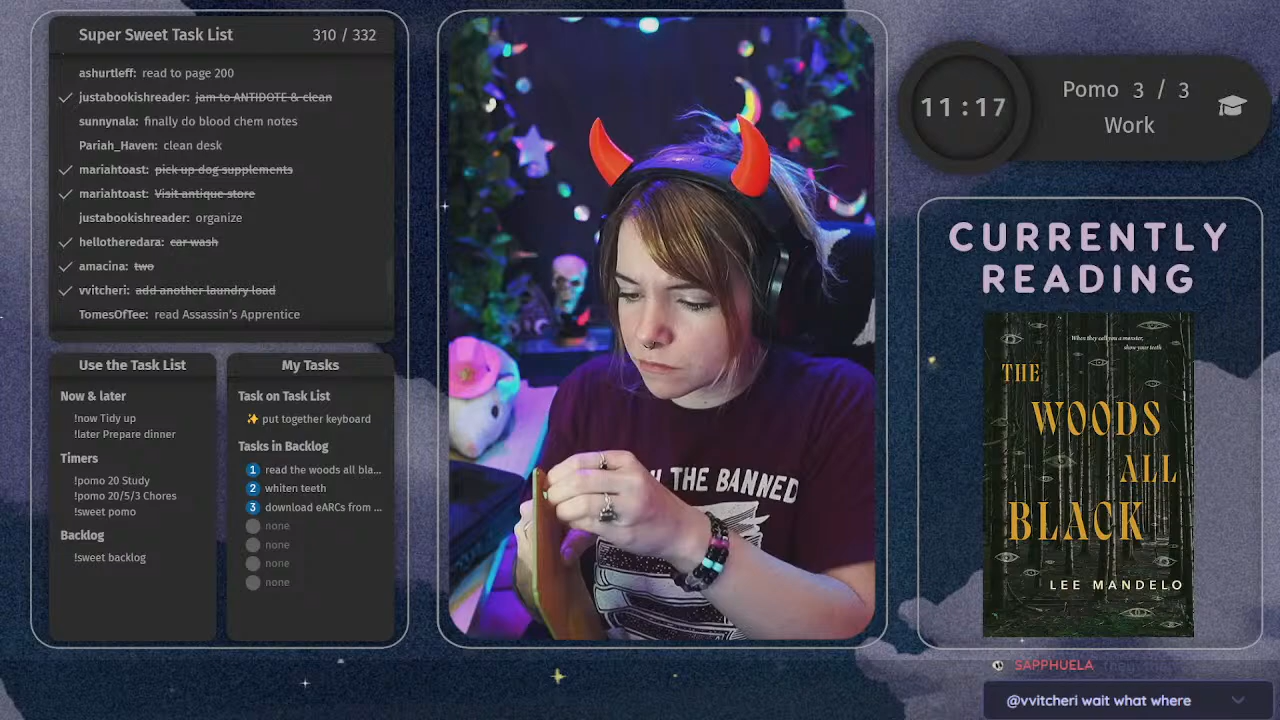 Super Sweet Task List 310 / 332
ashurtleff: read to page 200
justabookishreader: jam to ANTIDOTE & clean
sunnynala: finally do blood chem notes
Pariah_Haven: clean desk
mariahtoast: pick up dog supplements
mariahtoast: Visit antique store
justabookishreader: organize
hellotheredara: car wash
amacina: two
vvitcheri: add another laundry load
TomesOfTee: read Assassin's Apprentice
Use the Task List
Now & later
!now Tidy up
!later Prepare dinner
Timers
!pomo 20 Study
!pomo 20/5/3 Chores
!sweet pomo
Backlog
!sweet backlog
My Tasks
Task on Task List
✨ put together keyboard
Tasks in Backlog
1 read the woods all bla...
2 whiten teeth
3 download eARCs from ...
none
none
none
none
THE BANNED
11:17
Pomo 3 / 3
Work
CURRENTLY
READING
When they call you a monster,
show your teeth
THE
WOODS
ALL
BLACK
LEE MANDELO
SAPPHUELA
@vvitcheri wait what where